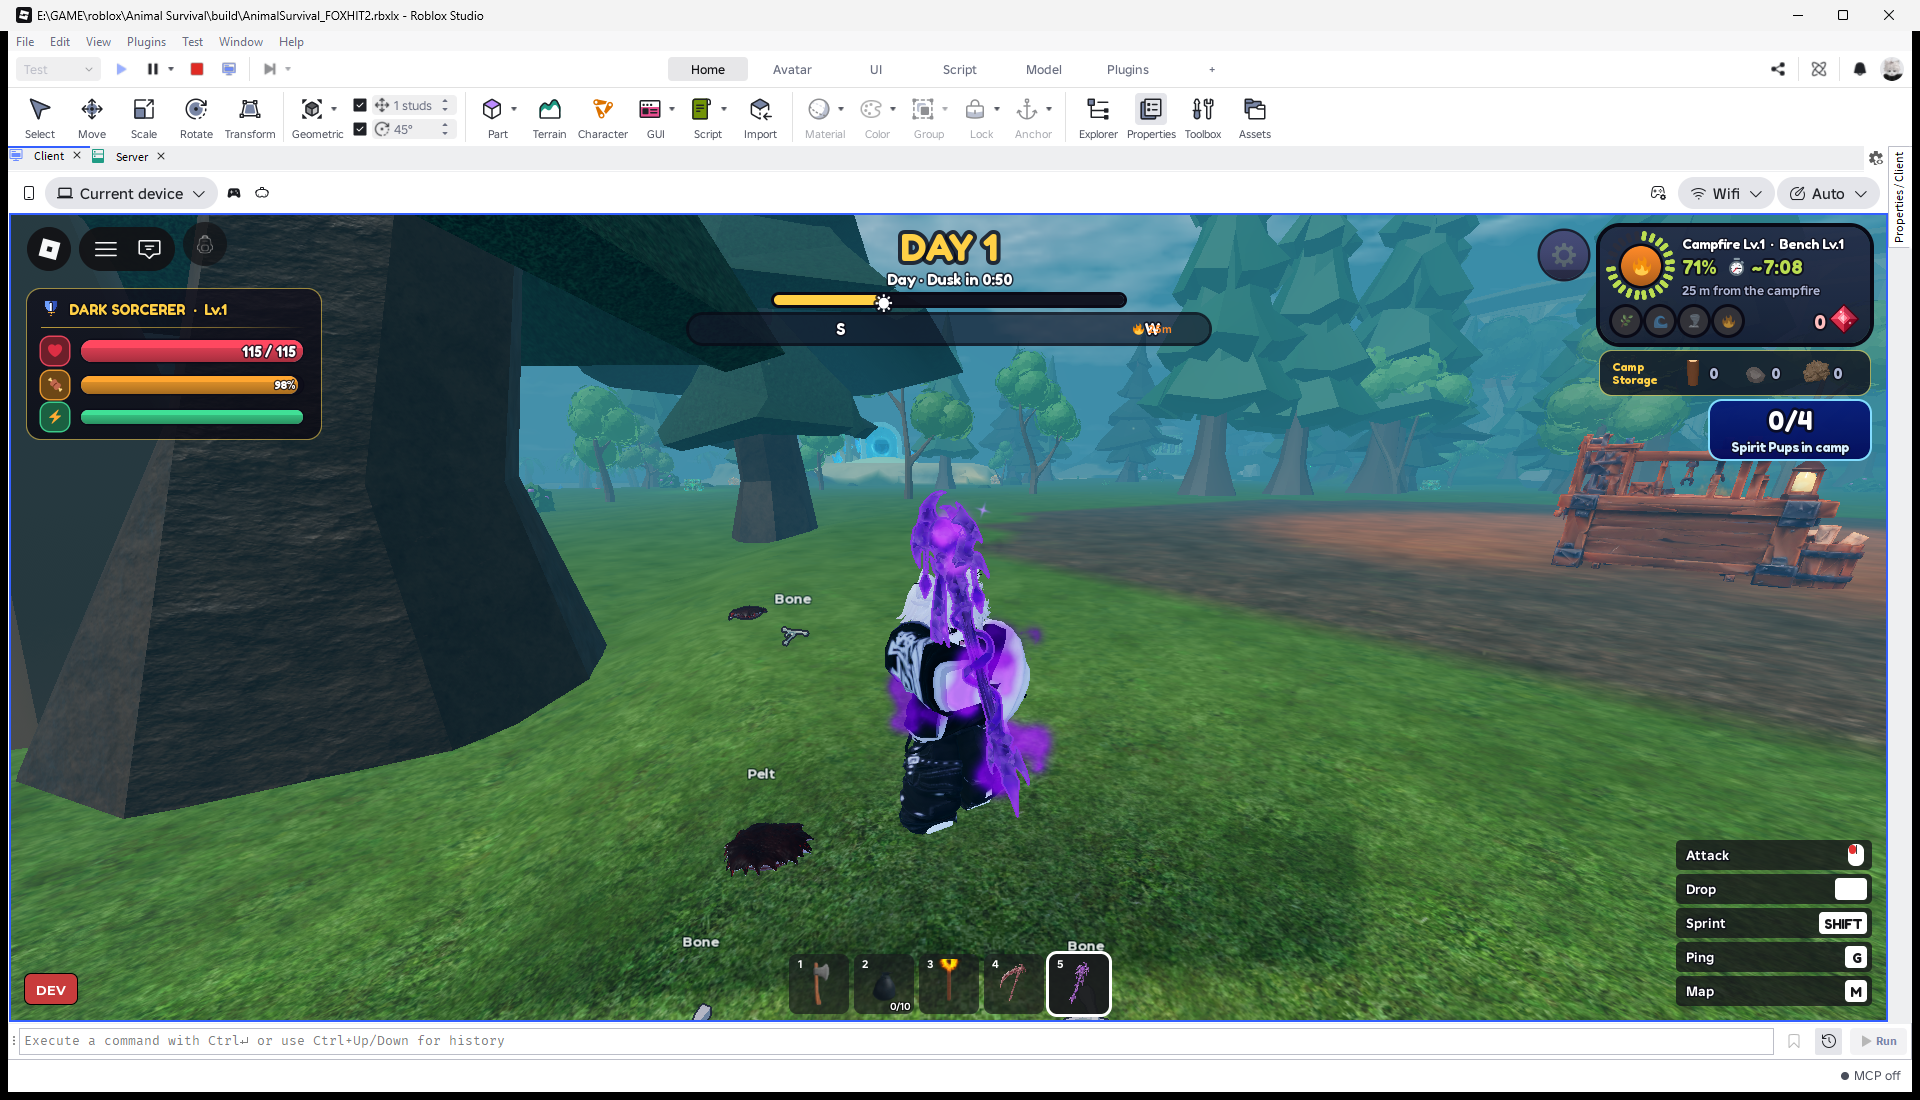 E:\GAME\roblox\Animal Survival\build\AnimalSurvival_FOXHIT2.rbxlx - Roblox Studio
File Edit View Plugins Test Window Help
Test
Home Avatar UI Script Model Plugins +
1 studs
45°
Select Move Scale Rotate Transform Geometric Part Terrain Character GUI Script Import Material Color Group Lock Anchor Explorer Properties Toolbox Assets
Client Server
Properties / Client
Current device
Wifi
Auto
DAY 1
Day · Dusk in 0:50
S
W
DARK SORCERER · Lv.1
115 / 115
98%
Campfire Lv.1 · Bench Lv.1
71% ~7:08
25 m from the campfire
0
Camp
Storage
0 0 0
0/4
Spirit Pups in camp
Bone
Pelt
Bone
Bone
Attack
Drop
Sprint SHIFT
Ping G
Map M
DEV
1 2 3 4 5
0/10
Execute a command with Ctrl↵ or use Ctrl+Up/Down for history
Run
MCP off